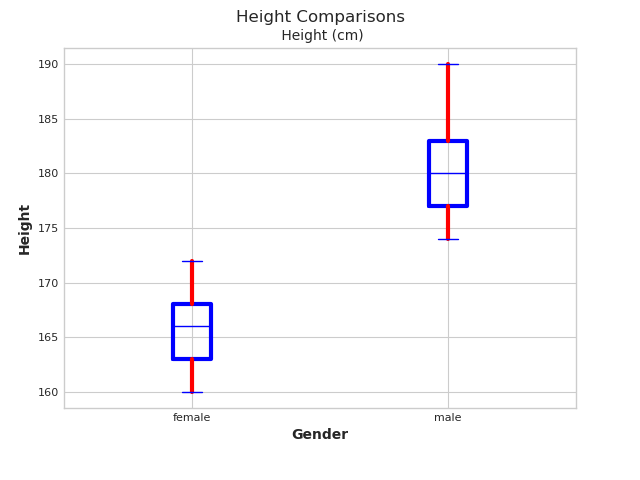 Height Comparisons
Height (cm)
190
185
180
175
170
165
160
Height
female male
Gender